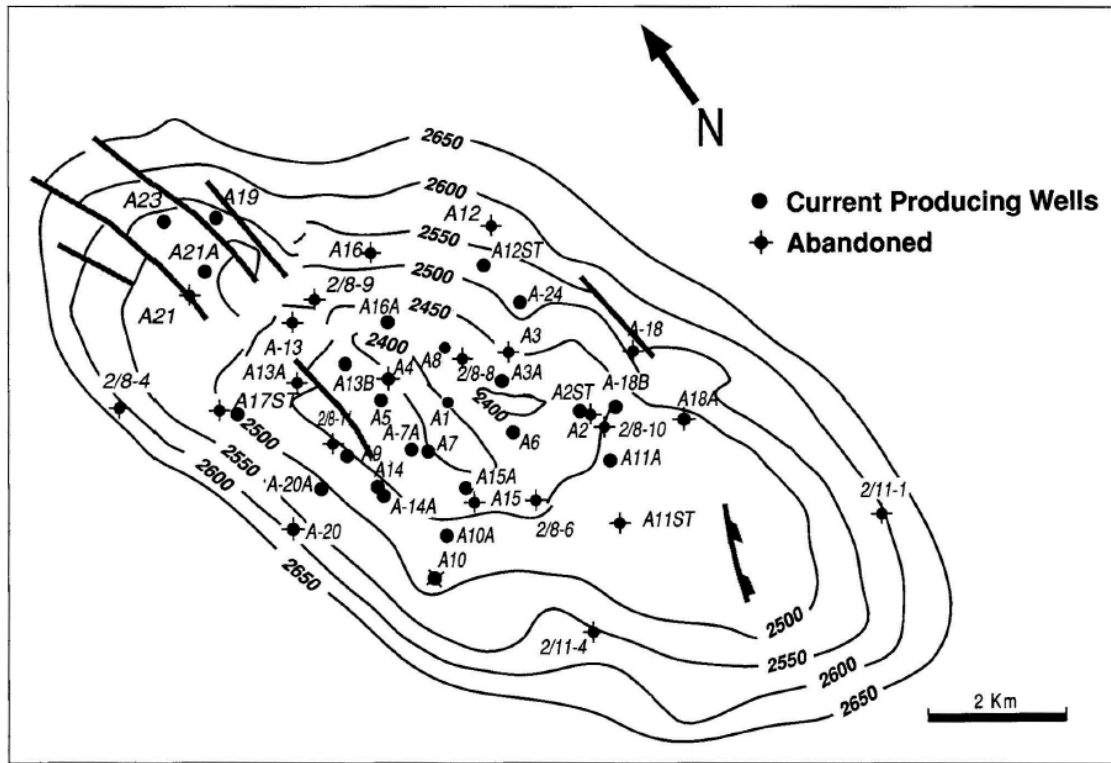 N
2650
2600
A12
2550
A23
A19
A16
A12ST
Current Producing Wells
Abandoned
A21A
2500
2/8-9
A-24
A21
2450
A16A
A3
A-18
A-13
2400
A4
A8
2/8-8
A3A
A-18B
A13A
A13B
2/8-4
A2ST
A18A
A17ST
A5
A1
2400
A2
2/8-10
2500
A-7A
A7
A6
A9
A11A
2550
A14
A15A
2600
A-20A
A-14A
A15
2/8-6
A11ST
2/11-1
A-20
A10A
2650
A10
2500
2/11-4
2550
2600
2650
2 Km